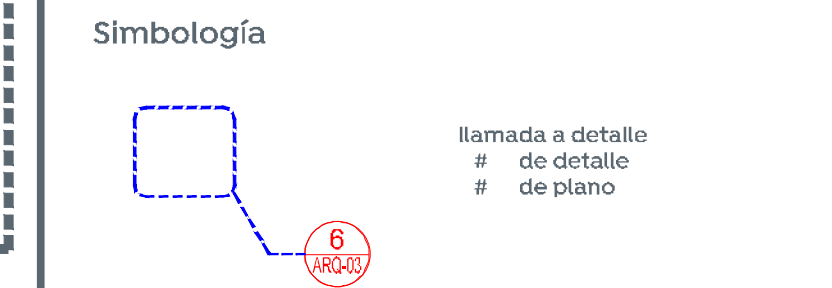 Simbología
llamada a detalle
# de detalle
# de plano
6
ARQ-03